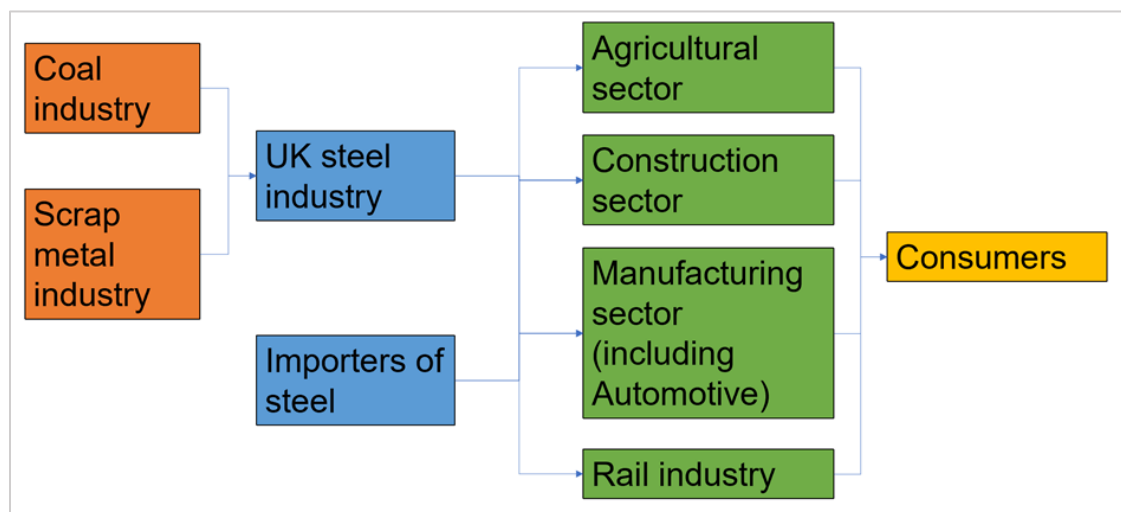 Coal
industry
Scrap
metal
industry
UK steel
industry
Importers of
steel
Agricultural
sector
Construction
sector
Manufacturing
sector
(including
Automotive)
Rail industry
Consumers